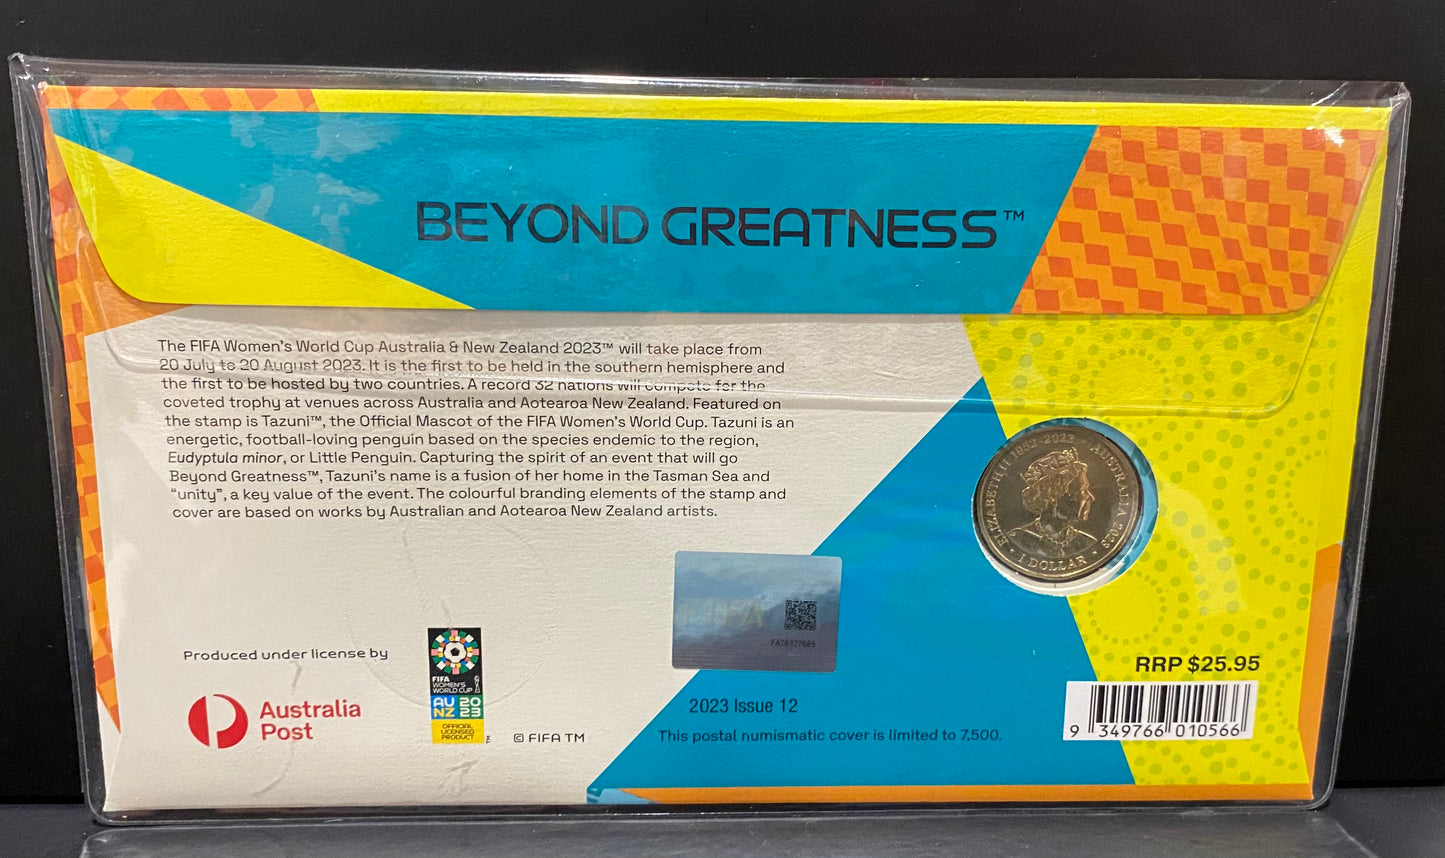 BEYOND GREATNESS™
The FIFA Women's World Cup Australia & New Zealand 2023™ will take place from
20 July to 20 August 2023. It is the first to be held in the southern hemisphere and
the first to be hosted by two countries. A record 32 nations will compete for the
coveted trophy at venues across Australia and Aotearoa New Zealand. Featured on
the stamp is Tazuni™, the Official Mascot of the FIFA Women's World Cup. Tazuni is an
energetic, football-loving penguin based on the species endemic to the region,
Eudyptula minor, or Little Penguin. Capturing the spirit of an event that will go
Beyond Greatness™, Tazuni's name is a fusion of her home in the Tasman Sea and
“unity”, a key value of the event. The colourful branding elements of the stamp and
cover are based on works by Australian and Aotearoa New Zealand artists.
ELIZABETH II 1952-2022 • AUSTRALIA 2023 •
1 DOLLAR
FIFA
FA76327685
Produced under license by
Australia
Post
FIFA
WOMEN'S
WORLD CUP
AU 20
NZ 23
OFFICIAL
LICENSED
PRODUCT
™
© FIFA TM
2023 Issue 12
This postal numismatic cover is limited to 7,500.
RRP $25.95
9 349766 010566